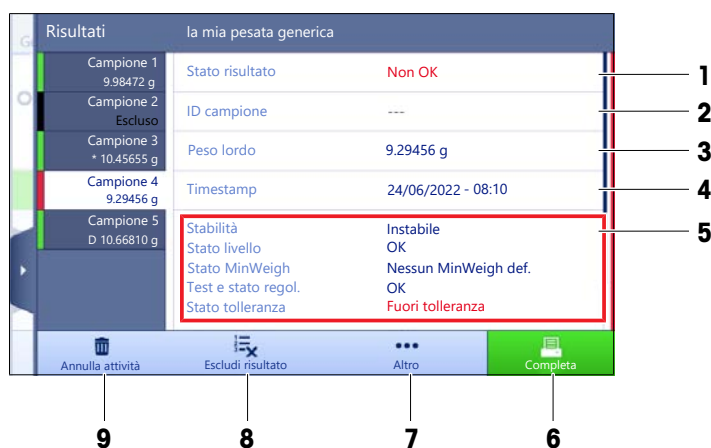 Risultati
la mia pesata generica
Campione 1
9.98472 g
Campione 2
Escluso
Campione 3
* 10.45655 g
Campione 4
9.29456 g
Campione 5
D 10.66810 g
Stato risultato Non OK
ID campione ---
Peso lordo 9.29456 g
Timestamp 24/06/2022 - 08:10
Stabilità Instabile
Stato livello OK
Stato MinWeigh Nessun MinWeigh def.
Test e stato regol. OK
Stato tolleranza Fuori tolleranza
Annulla attività
Escludi risultato
Altro
Completa
1
2
3
4
5
9
8
7
6